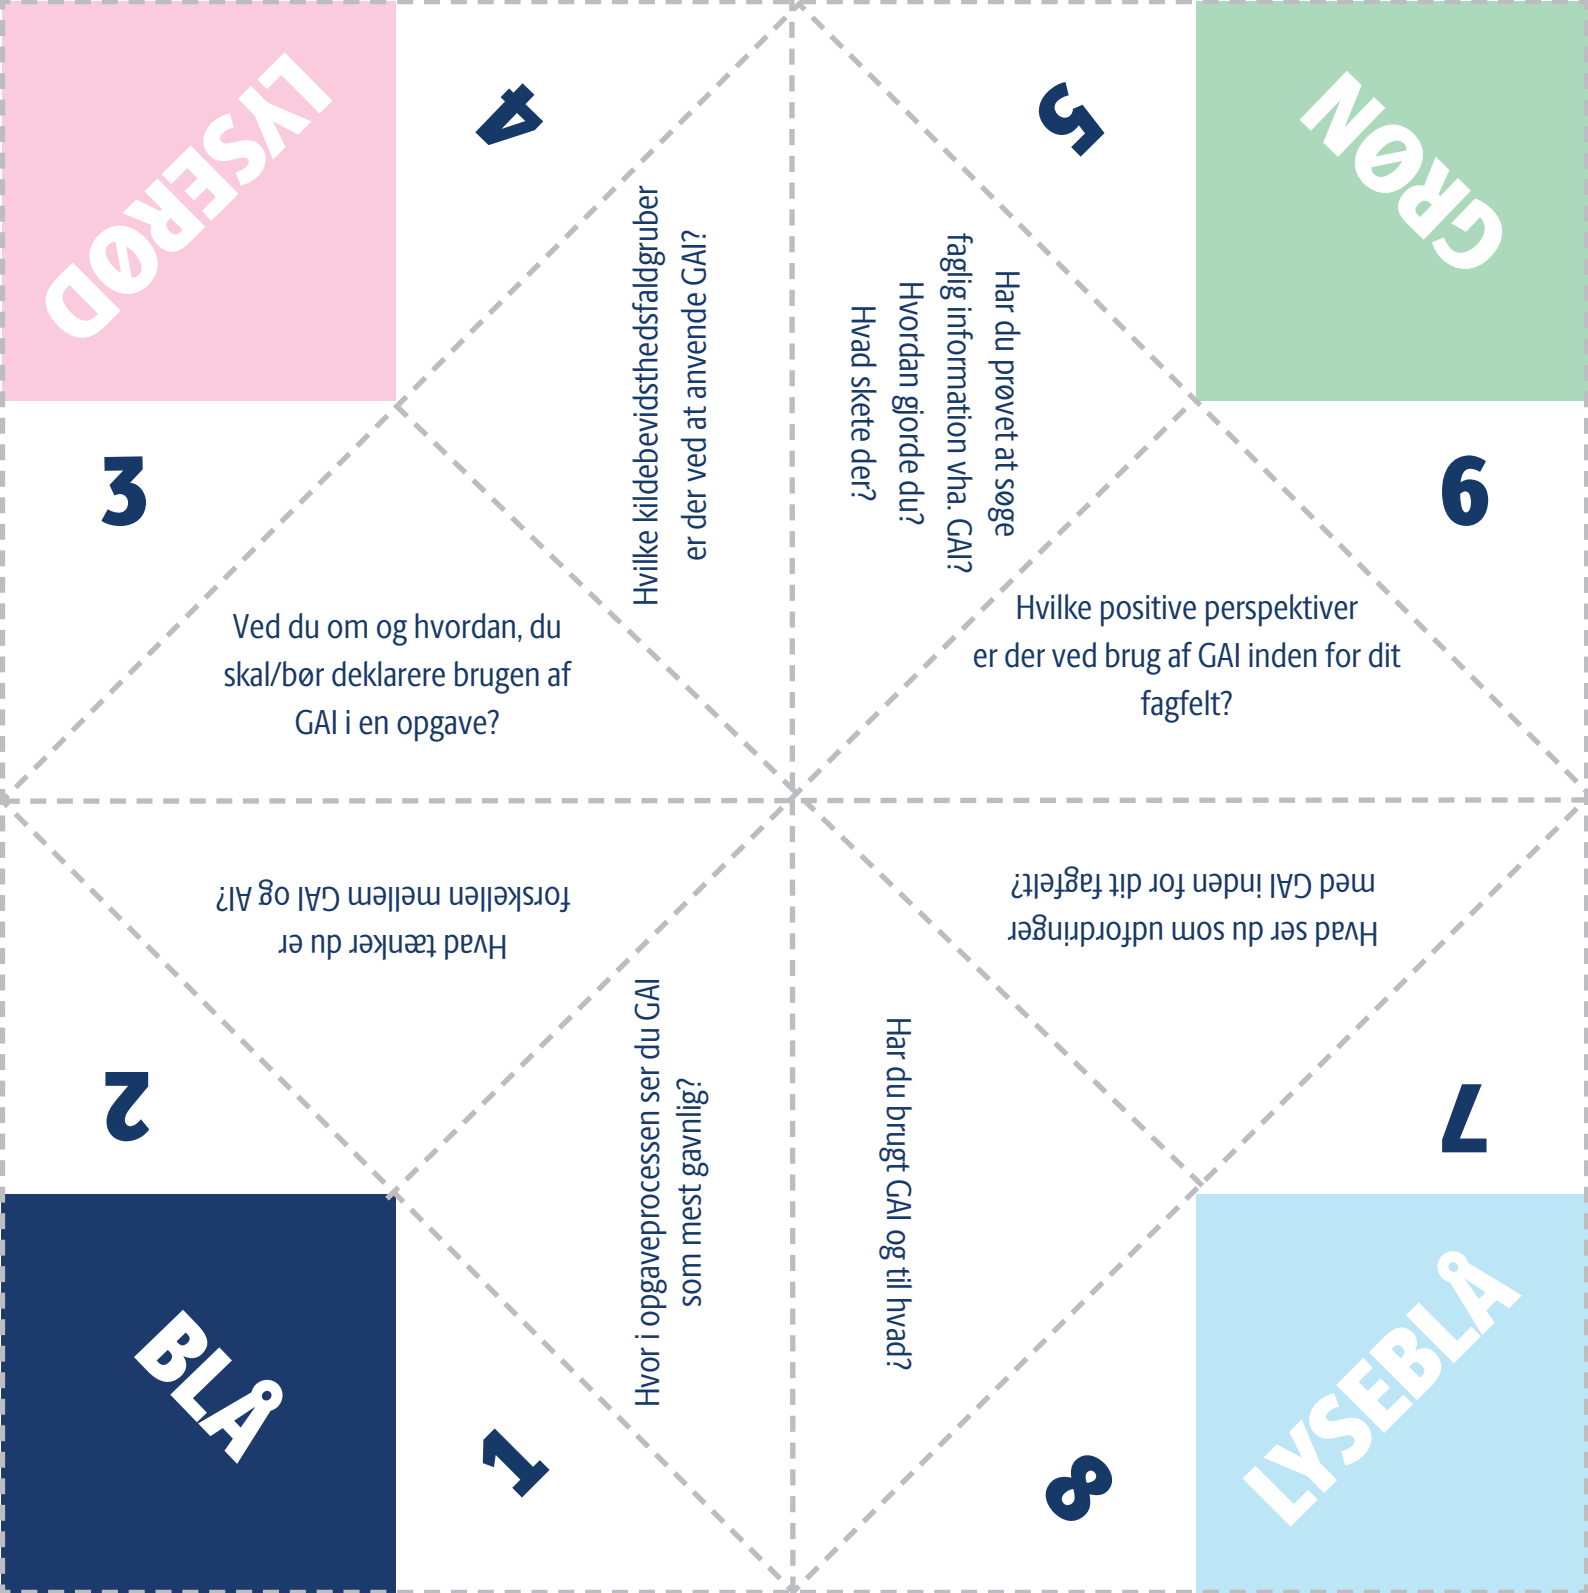 LYSERØD
4
5
GRØN
Hvilke kildebevidsthedsfaldgruber
er der ved at anvende GAI?
Har du prøvet at søge
faglig information vha. GAI?
Hvordan gjorde du?
Hvad skete der?
3
6
Ved du om og hvordan, du
skal/bør deklarere brugen af
GAI i en opgave?
Hvilke positive perspektiver
er der ved brug af GAI inden for dit
fagfelt?
Hvad tænker du er
forskellen mellem GAI og AI?
Hvad ser du som udfordringer
med GAI inden for dit fagfelt?
2
7
Hvor i opgaveprocessen ser du GAI
som mest gavnlig?
Har du brugt GAI og til hvad?
BLÅ
1
8
LYSEBLÅ